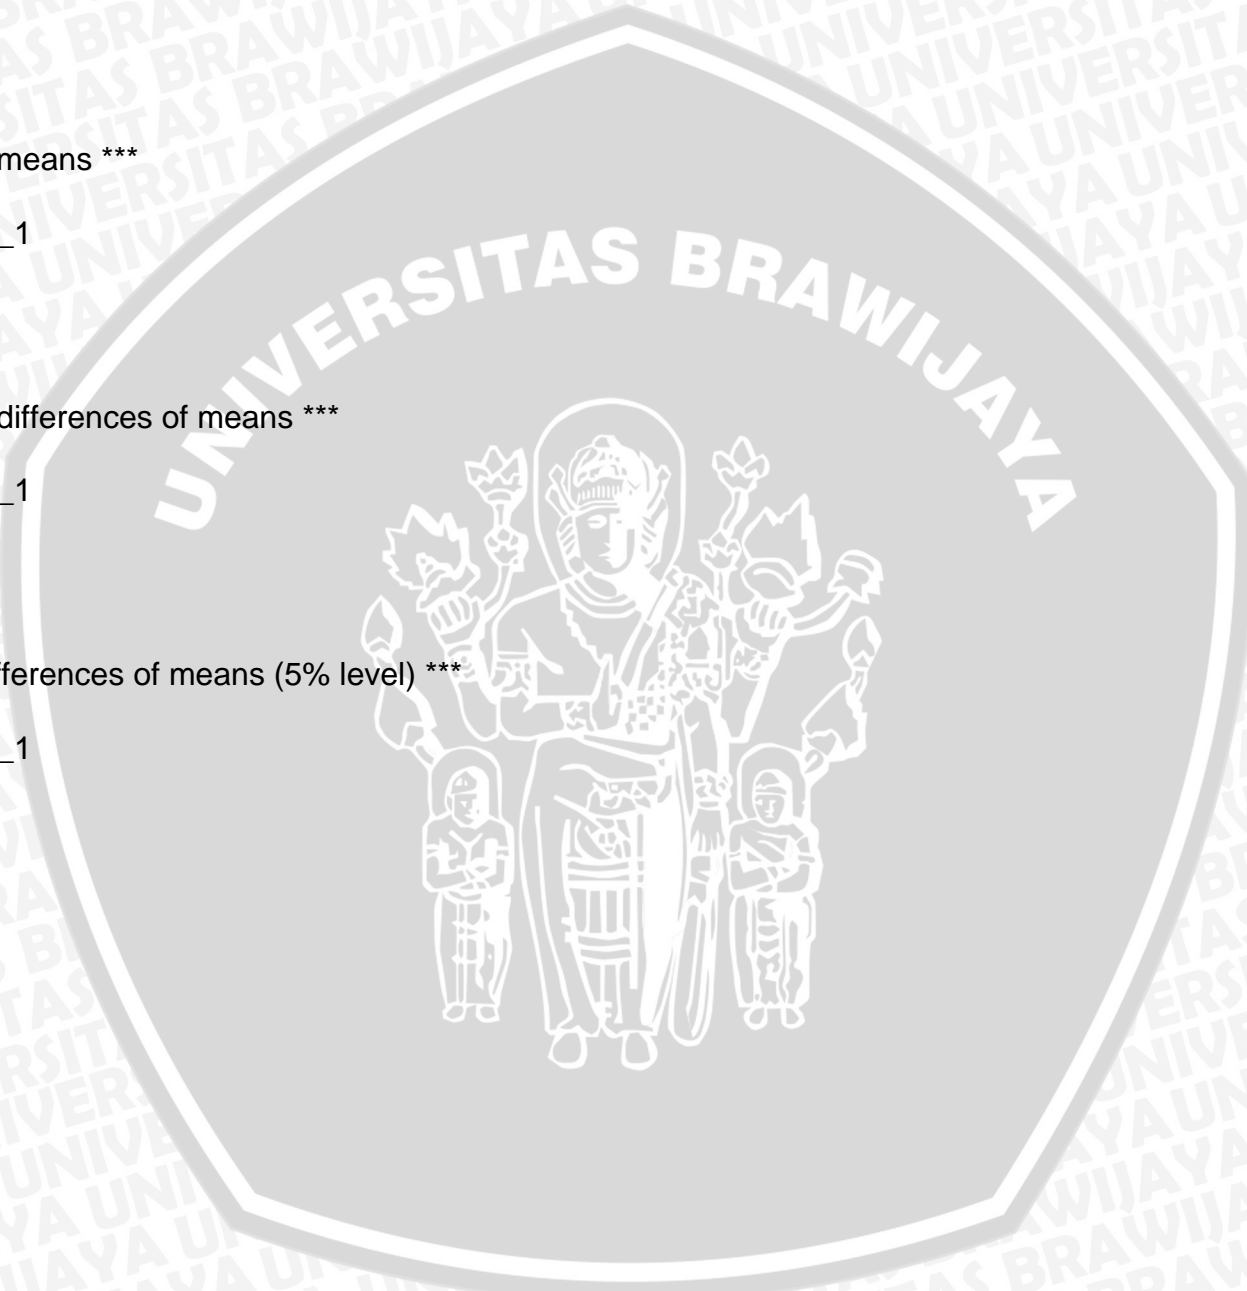 means ***
_1
UNIVERSITAS BRAWIJAYA
differences of means ***
_1
fferences of means (5% level) ***
_1